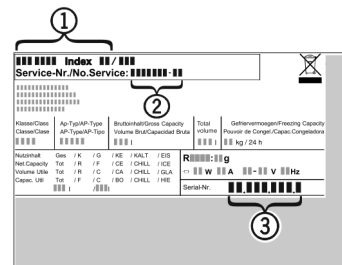 1
Index /
Service-Nr./No.Service: -
2
Klasse/Class Ap-Typ/AP-Type Bruttoinhalt/Gross Capacity Total Gefriervermoegen/Freezing Capacity
Classe/Clase AP-Type/AP-Tipo Volume Brut/Capacidad Bruta volume Pouvoir de Congel./Capac.Congeladora
l l kg / 24 h
Nutzinhalt Ges / K / G / KE / KALT / EIS
Net.Capacity Tot / R / F / CE / CHILL / ICE
Volume Utile Tot / R / C / CA / CHILL / GLA
Capac. Util Tot / F / C / BO / CHILL / HIE
l / l
R : g
W A - V Hz
Serial-Nr. . . .
3